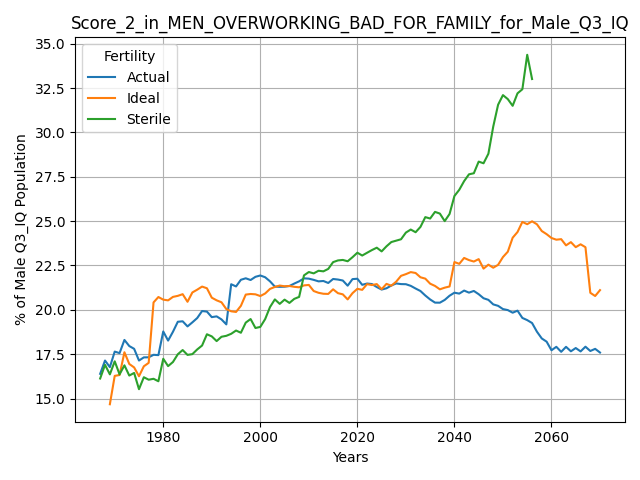 Score_2_in_MEN_OVERWORKING_BAD_FOR_FAMILY_for_Male_Q3_IQ
35.0
32.5
30.0
27.5
25.0
22.5
20.0
17.5
15.0
% of Male Q3_IQ Population
Fertility
Actual
Ideal
Sterile
1980 2000 2020 2040 2060
Years